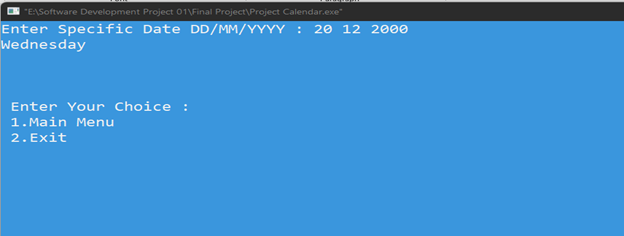 "E:\Software Development Project 01\Final Project\Project Calendar.exe"
Enter Specific Date DD/MM/YYYY : 20 12 2000
Wednesday
Enter Your Choice :
1.Main Menu
2.Exit